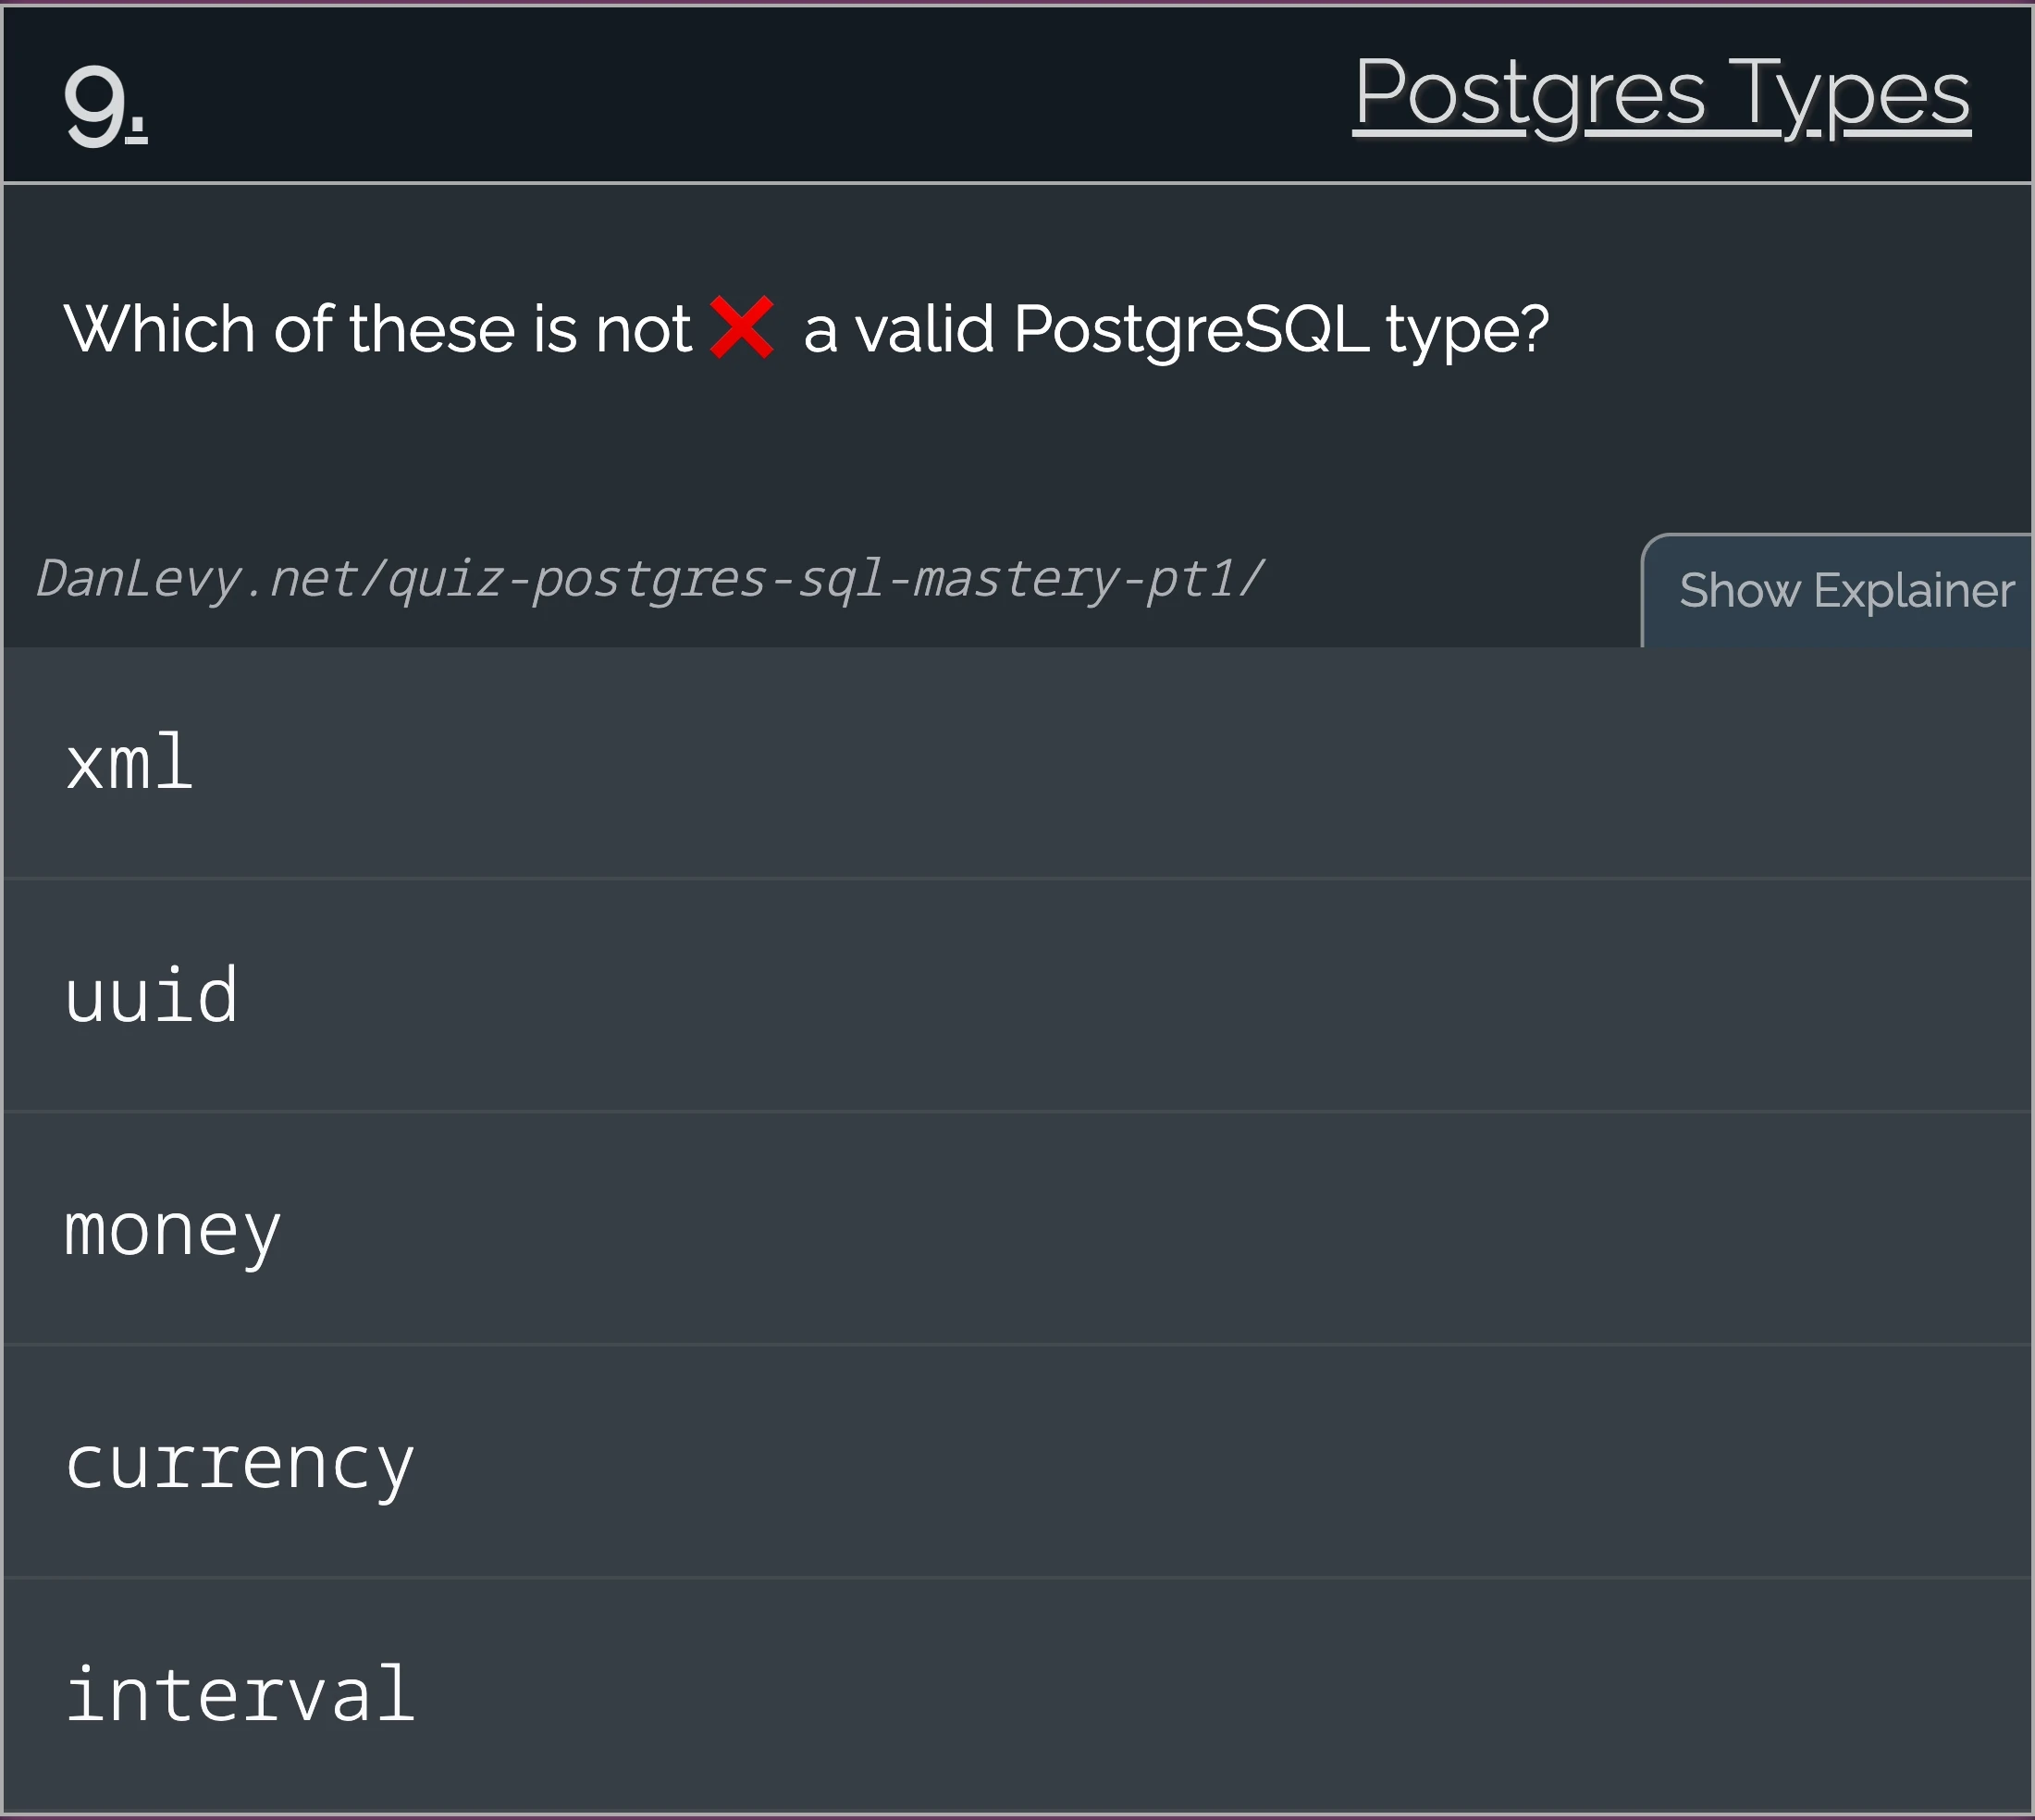 9.
Postgres Types
Which of these is not ❌ a valid PostgreSQL type?
DanLevy.net/quiz-postgres-sql-mastery-pt1/
Show Explainer
xml
uuid
money
currency
interval